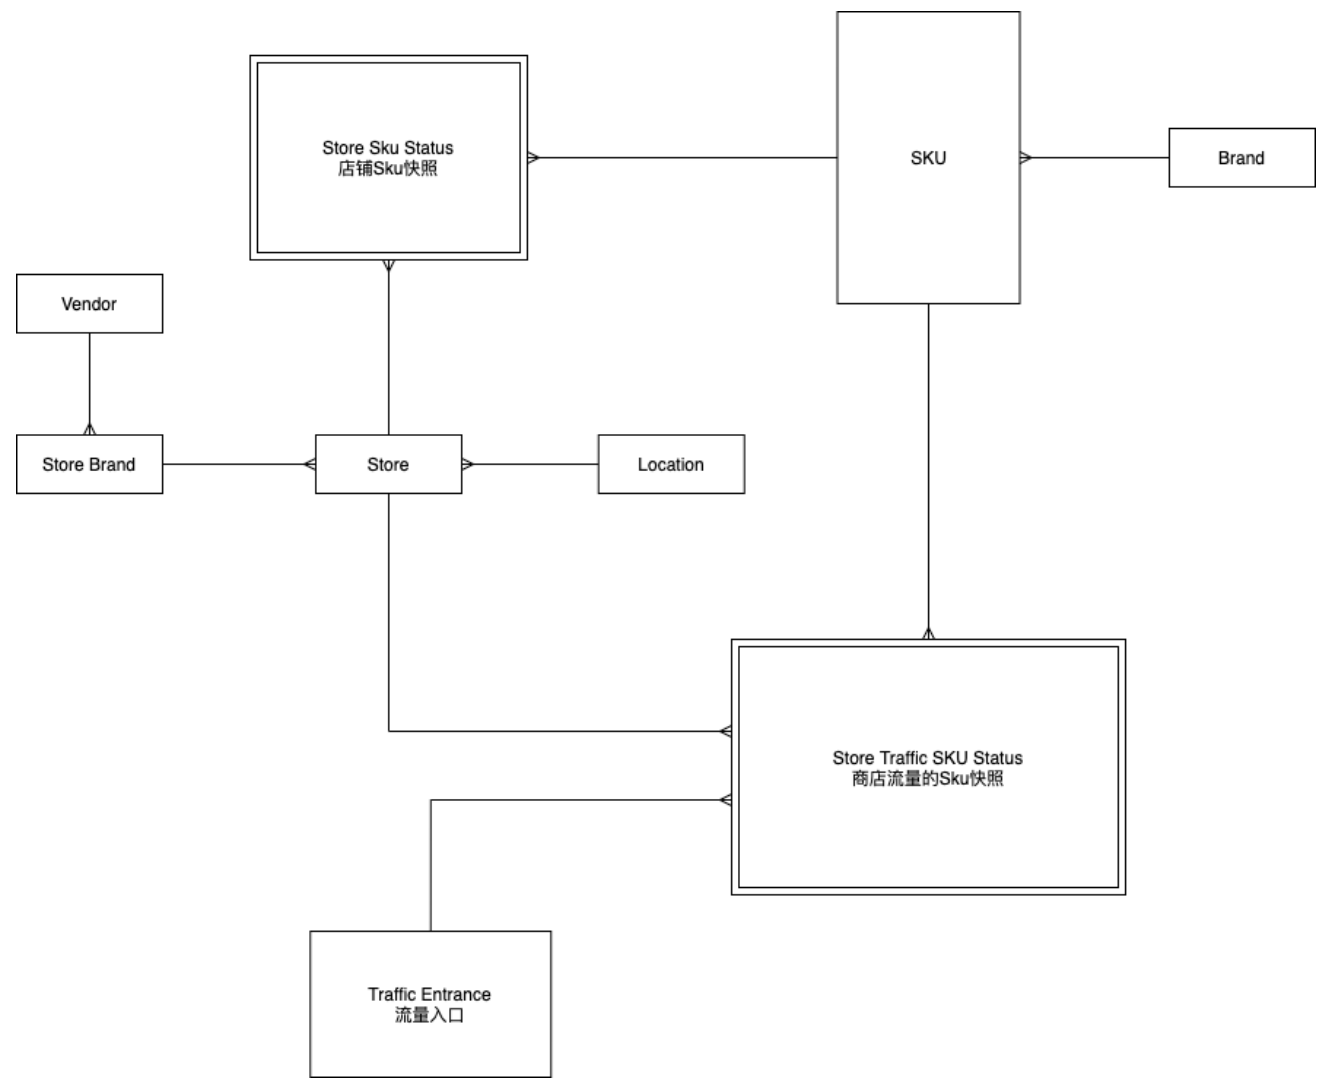 Store Sku Status
店铺Sku快照
SKU
Brand
Vendor
Store Brand
Store
Location
Store Traffic SKU Status
商店流量的Sku快照
Traffic Entrance
流量入口